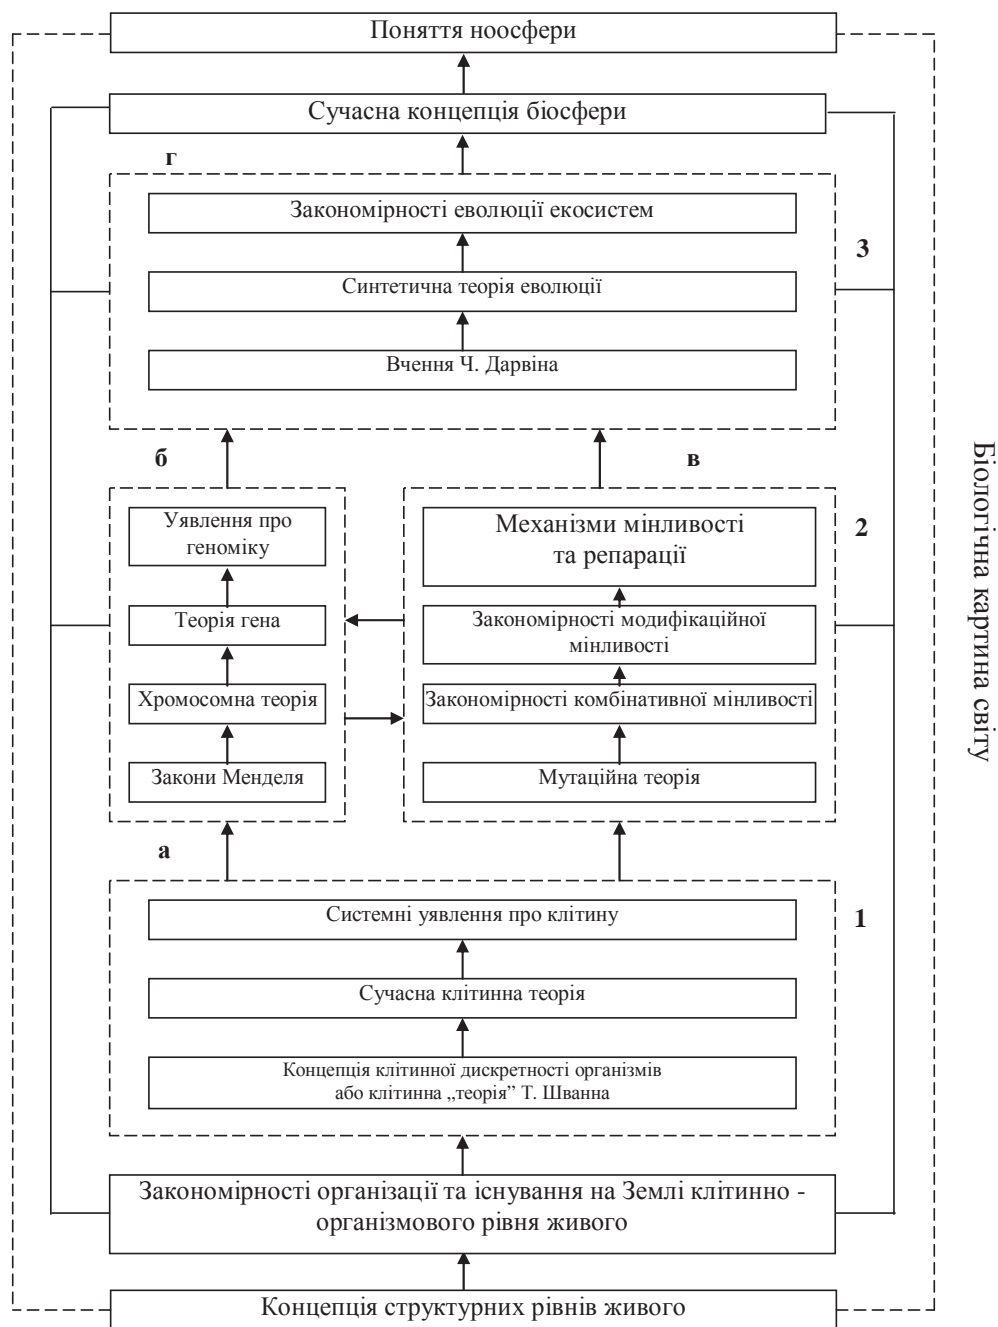 Поняття ноосфери
Сучасна концепція біосфери
г
Закономірності еволюції екосистем
3
Синтетична теорія еволюції
Вчення Ч. Дарвіна
б
в
Уявлення про
геноміку
Теорія гена
Хромосомна теорія
Закони Менделя
Механізми мінливості
та репарації
2
Закономірності модифікаційної
мінливості
Закономірності комбінативної мінливості
Мутаційна теорія
а
Системні уявлення про клітину
1
Сучасна клітинна теорія
Концепція клітинної дискретності організмів
або клітинна „теорія” Т. Шванна
Закономірності організації та існування на Землі клітинно -
організмового рівня живого
Концепція структурних рівнів живого
Біологічна картина світу